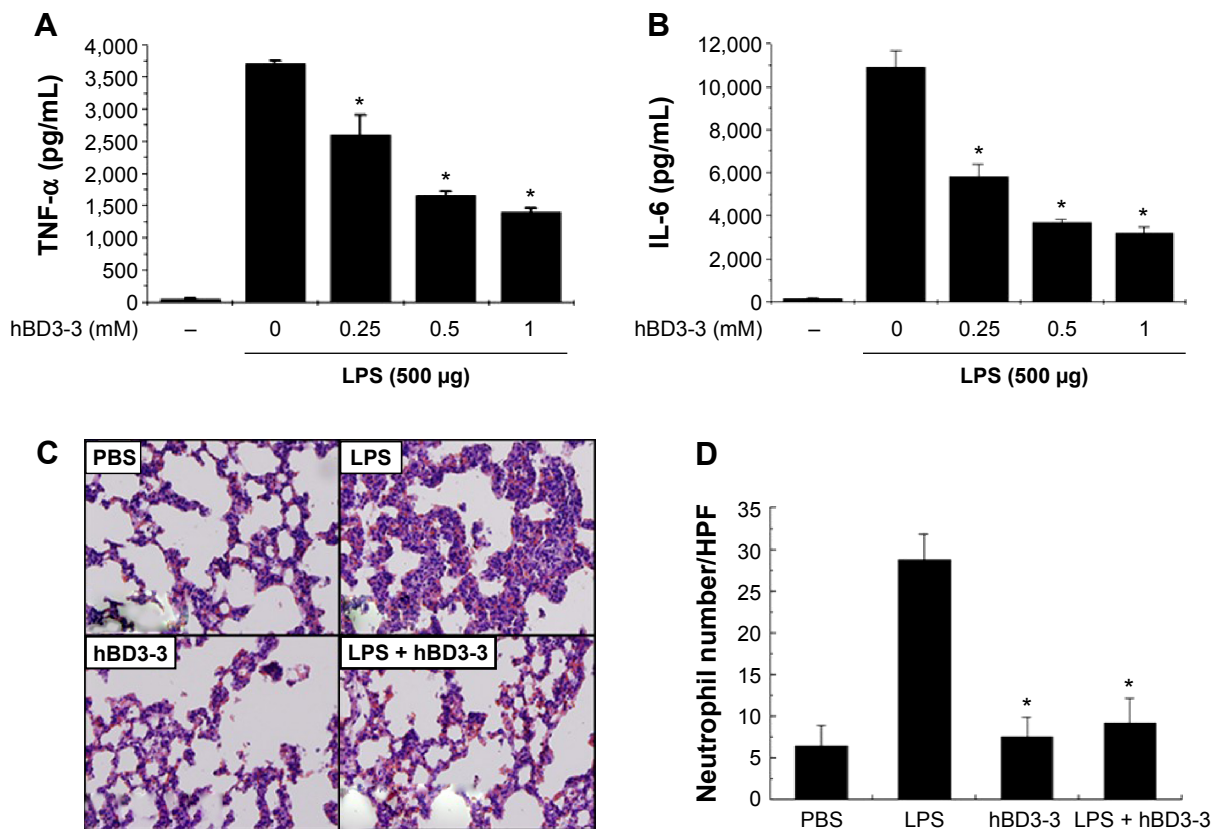 A
TNF-α (pg/mL)
4,000
3,500
3,000
2,500
2,000
1,500
1,000
500
0
*
*
*
hBD3-3 (mM)
– 0 0.25 0.5 1
LPS (500 µg)
B
IL-6 (pg/mL)
12,000
10,000
8,000
6,000
4,000
2,000
0
*
*
*
hBD3-3 (mM)
– 0 0.25 0.5 1
LPS (500 µg)
C
PBS
LPS
hBD3-3
LPS + hBD3-3
D
Neutrophil number/HPF
35
30
25
20
15
10
5
0
*
*
PBS LPS hBD3-3 LPS + hBD3-3